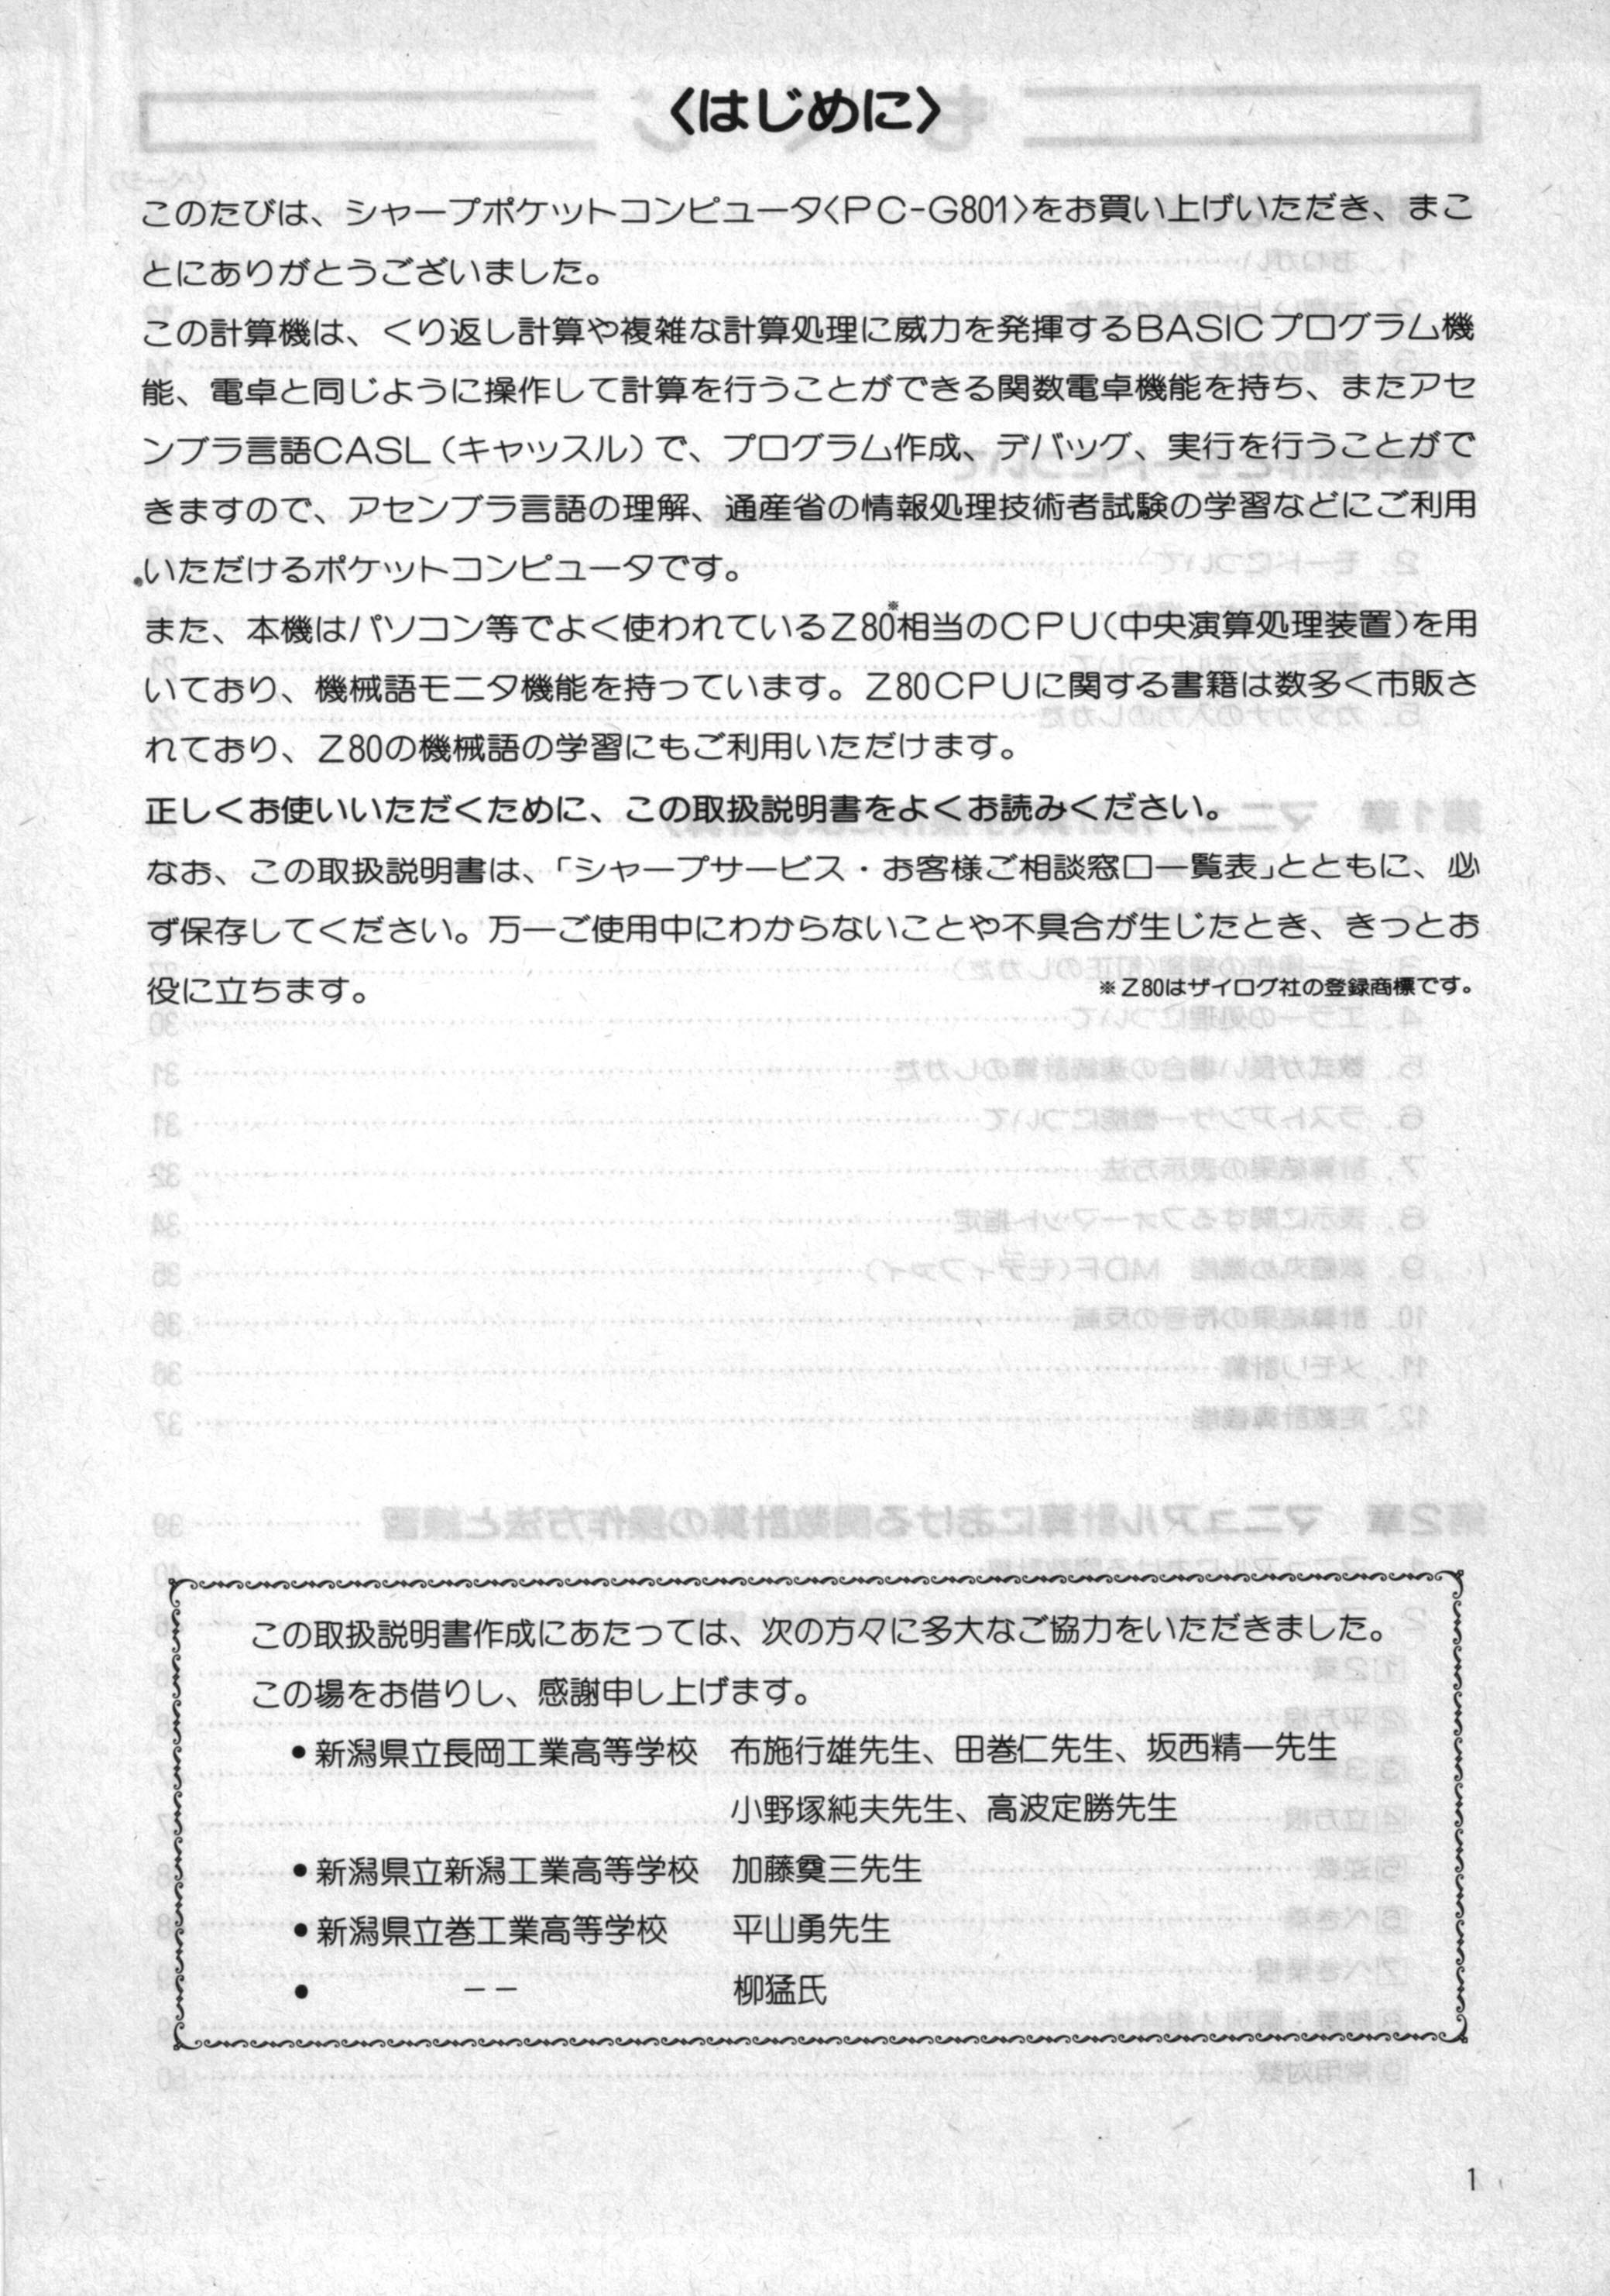 〈はじめに〉
このたびは、シャープポケットコンピュータ〈PC-G801〉をお買い上げいただき、まこ
とにありがとうございました。
この計算機は、くり返し計算や複雑な計算処理に威力を発揮するBASICプログラム機
能、電卓と同じように操作して計算を行うことができる関数電卓機能を持ち、またアセ
ンブラ言語CASL（キャッスル）で、プログラム作成、デバッグ、実行を行うことがで
きますので、アセンブラ言語の理解、通産省の情報処理技術者試験の学習などにご利用
いただけるポケットコンピュータです。
また、本機はパソコン等でよく使われているZ80※相当のCPU（中央演算処理装置）を用
いており、機械語モニタ機能を持っています。Z80CPUに関する書籍は数多く市販さ
れており、Z80の機械語の学習にもご利用いただけます。
正しくお使いいただくために、この取扱説明書をよくお読みください。
なお、この取扱説明書は、「シャープサービス・お客様ご相談窓口一覧表」とともに、必
ず保存してください。万一ご使用中にわからないことや不具合が生じたとき、きっとお
役に立ちます。
※Z80はザイログ社の登録商標です。
この取扱説明書作成にあたっては、次の方々に多大なご協力をいただきました。
この場をお借りし、感謝申し上げます。
●新潟県立長岡工業高等学校　布施行雄先生、田巻仁先生、坂西精一先生
小野塚純夫先生、高波定勝先生
●新潟県立新潟工業高等学校　加藤奠三先生
●新潟県立巻工業高等学校　平山勇先生
●　－－　柳猛氏
1